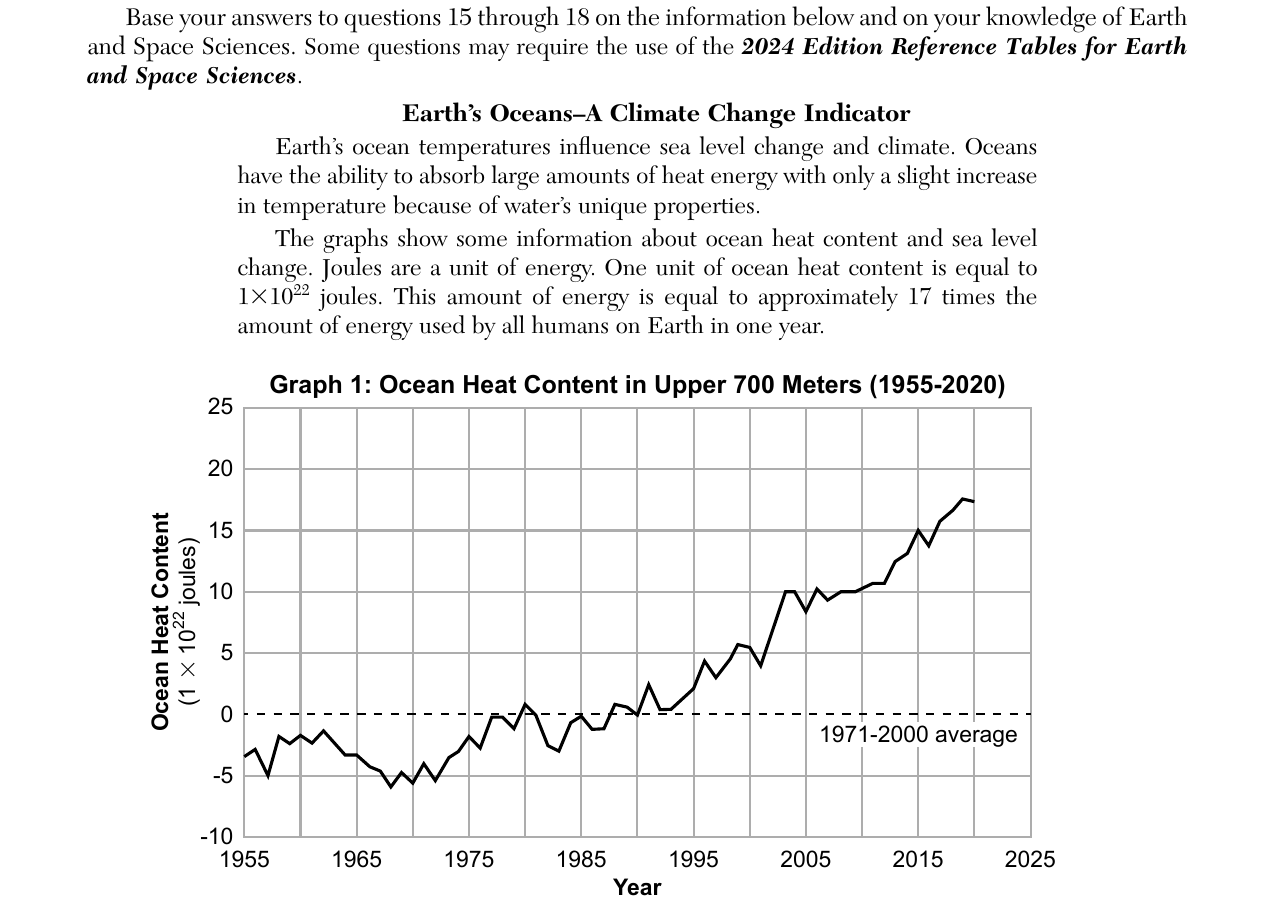 Base your answers to questions 15 through 18 on the information below and on your knowledge of Earth
and Space Sciences. Some questions may require the use of the 2024 Edition Reference Tables for Earth
and Space Sciences.
Earth’s Oceans–A Climate Change Indicator
Earth’s ocean temperatures influence sea level change and climate. Oceans
have the ability to absorb large amounts of heat energy with only a slight increase
in temperature because of water’s unique properties.
The graphs show some information about ocean heat content and sea level
change. Joules are a unit of energy. One unit of ocean heat content is equal to
1×10²² joules. This amount of energy is equal to approximately 17 times the
amount of energy used by all humans on Earth in one year.
Graph 1: Ocean Heat Content in Upper 700 Meters (1955-2020)
Ocean Heat Content
(1 × 10²² joules)
25
20
15
10
5
0
-5
-10
1971-2000 average
1955 1965 1975 1985 1995 2005 2015 2025
Year